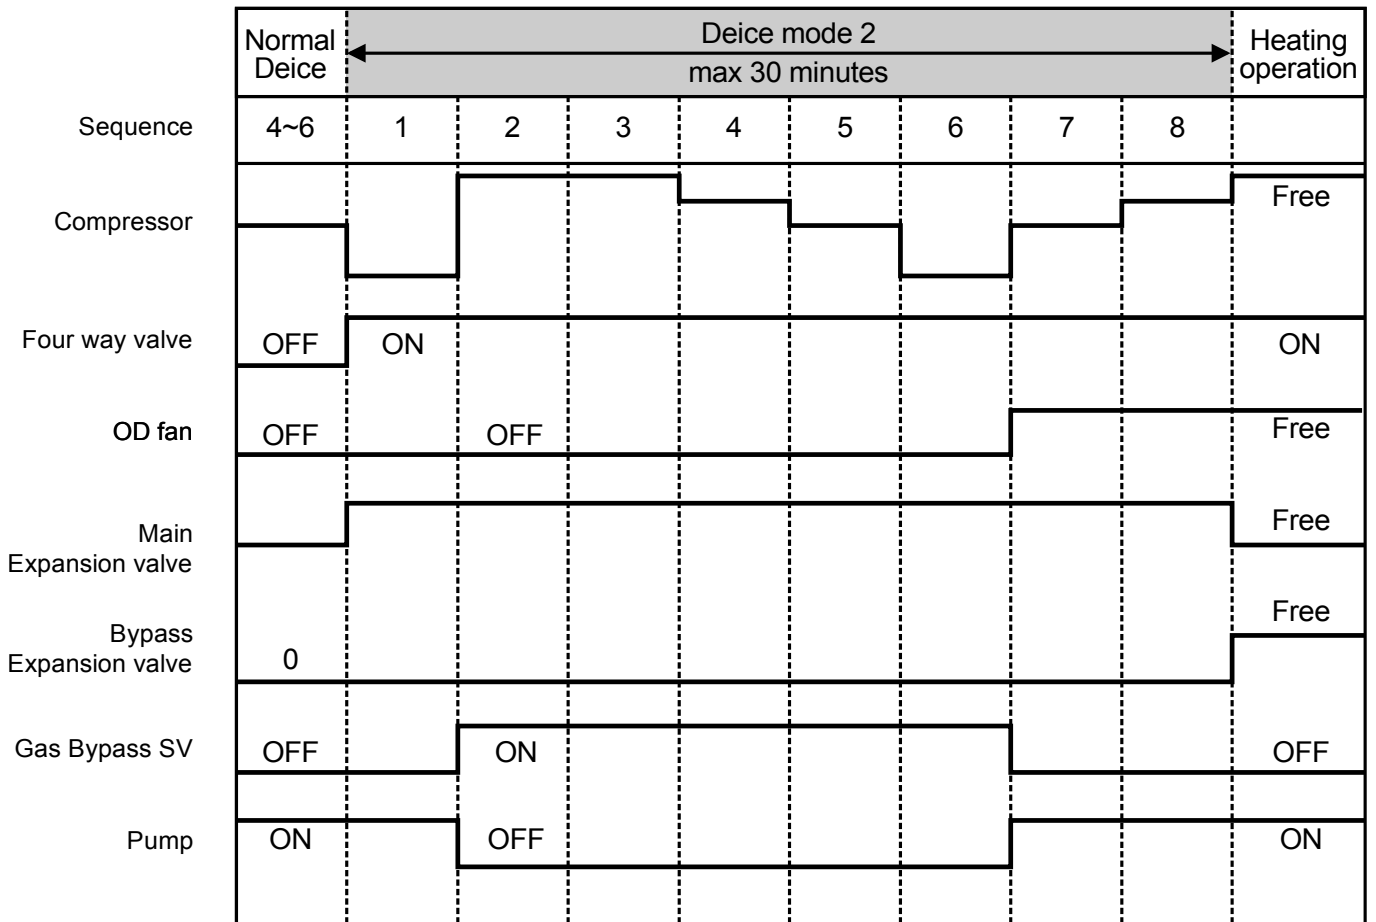 Normal
Deice
Deice mode 2
max 30 minutes
Heating
operation
Sequence 4~6 1 2 3 4 5 6 7 8
Compressor Free
Four way valve OFF ON ON
OD fan OFF OFF Free
Main
Expansion valve
Free
Bypass
Expansion valve 0
Free
Gas Bypass SV OFF ON OFF
Pump ON OFF ON